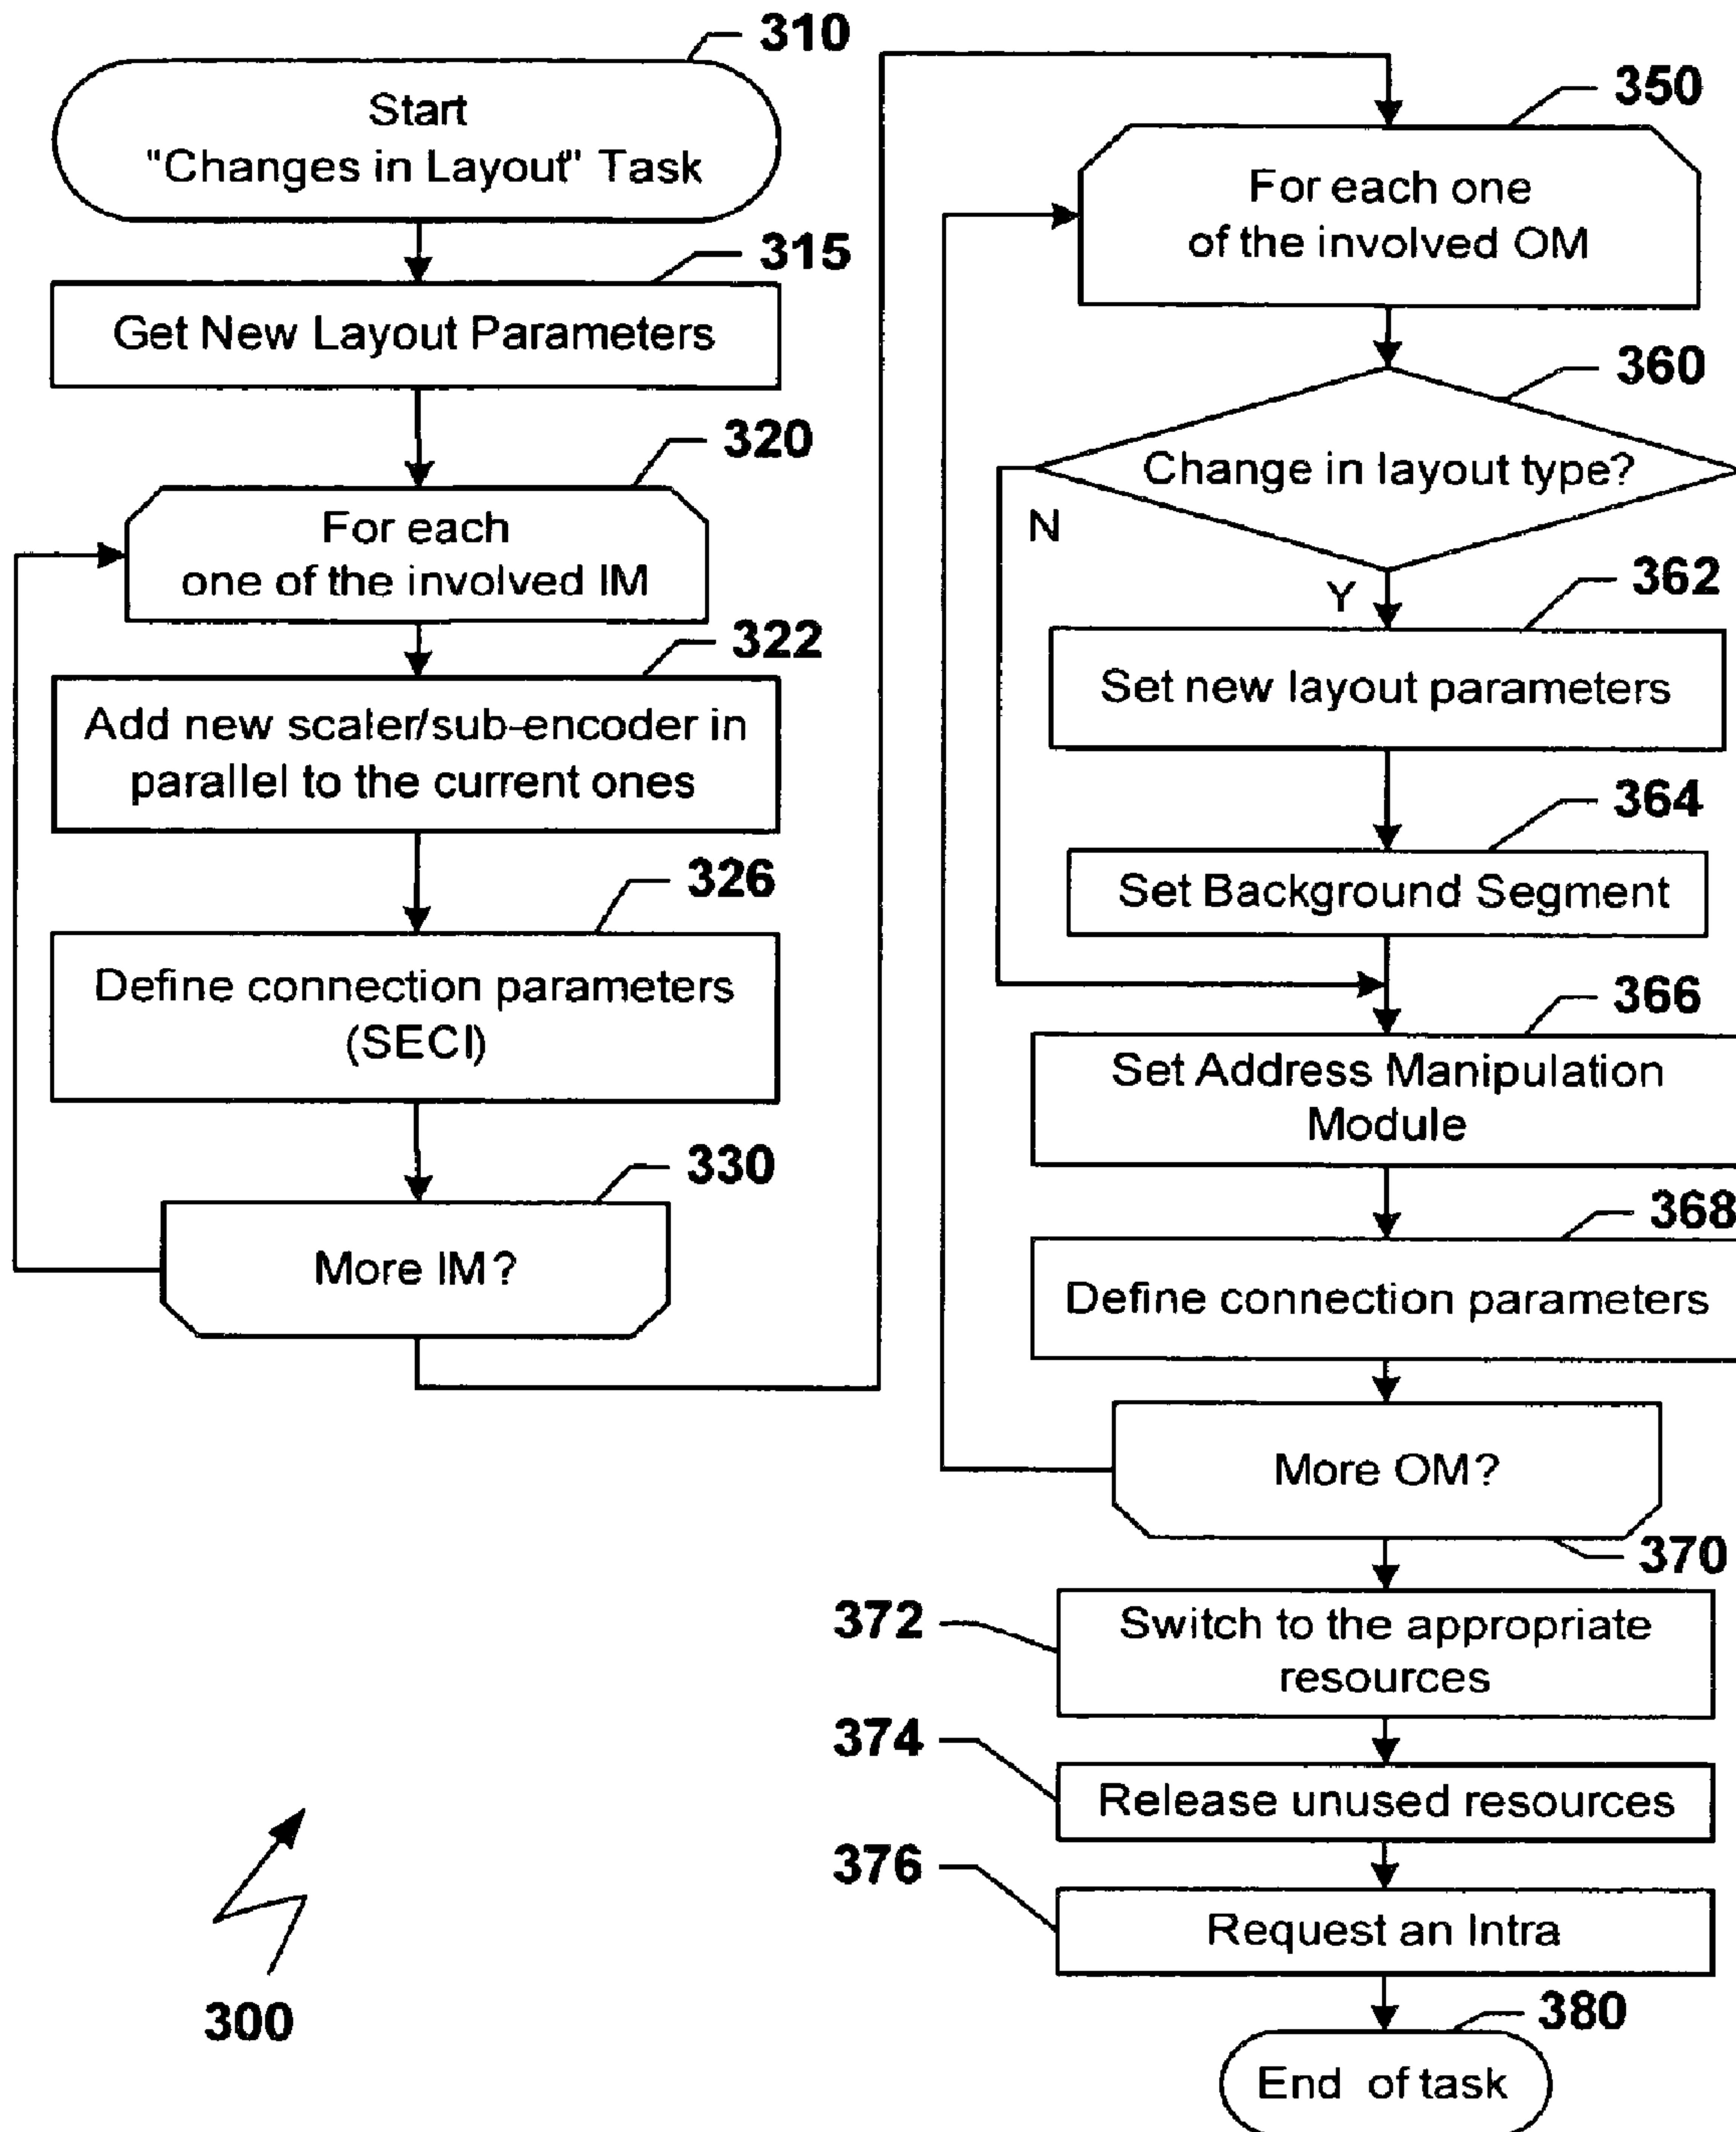 310
Start
"Changes in Layout" Task
315
Get New Layout Parameters
320
For each
one of the involved IM
322
Add new scaler/sub-encoder in
parallel to the current ones
326
Define connection parameters
(SECI)
330
More IM?
350
For each one
of the involved OM
360
Change in layout type?
N
Y
362
Set new layout parameters
364
Set Background Segment
366
Set Address Manipulation
Module
368
Define connection parameters
More OM?
370
372
Switch to the appropriate
resources
374
Release unused resources
376
Request an Intra
380
End of task
300